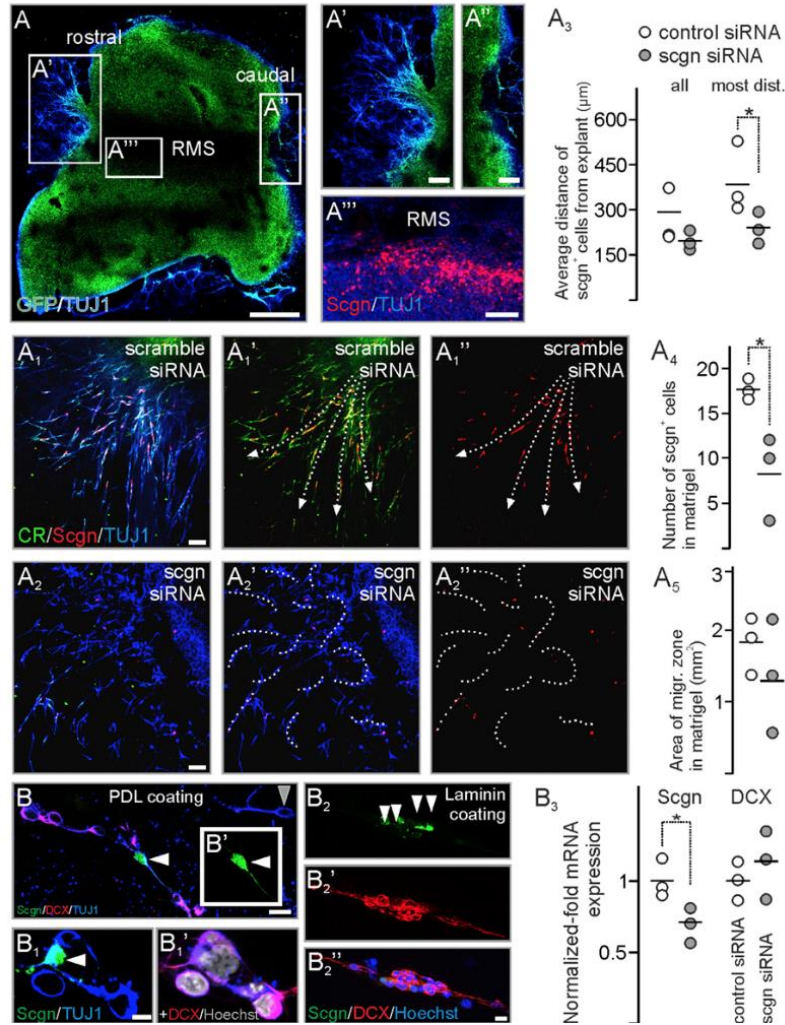 A
rostral
A'
caudal
A"
A'''
RMS
GFP/TUJ1
A'
A"
A'''
RMS
Scgn/TUJ1
A3
control siRNA
scgn siRNA
all
most dist.
*
Average distance of
scgn+ cells from explant (µm)
600
450
300
150
A1
scramble
siRNA
CR/Scgn/TUJ1
A1'
scramble
siRNA
A1"
scramble
siRNA
A4
*
Number of scgn+ cells
in matrigel
20
15
10
5
A2
scgn
siRNA
A2'
scgn
siRNA
A2"
scgn
siRNA
A5
Area of migr. zone
in matrigel (mm2)
3
2
1
B
PDL coating
B'
Scgn/DCX/TUJ1
B1
Scgn/TUJ1
B1'
+DCX/Hoechst
B2
Laminin
coating
B2'
B2"
Scgn/DCX/Hoechst
B3
Scgn
DCX
*
Normalized-fold mRNA
expression
1
0.5
control siRNA
scgn siRNA